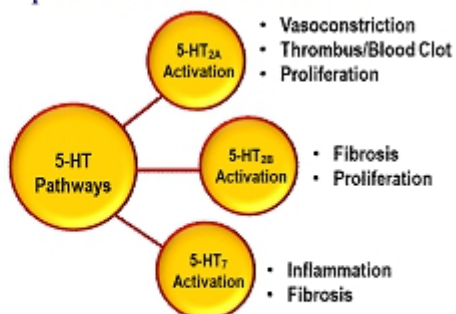 5-HT
Pathways
5-HT2A
Activation
• Vasoconstriction
• Thrombus/Blood Clot
• Proliferation
5-HT2B
Activation
• Fibrosis
• Proliferation
5-HT7
Activation
• Inflammation
• Fibrosis